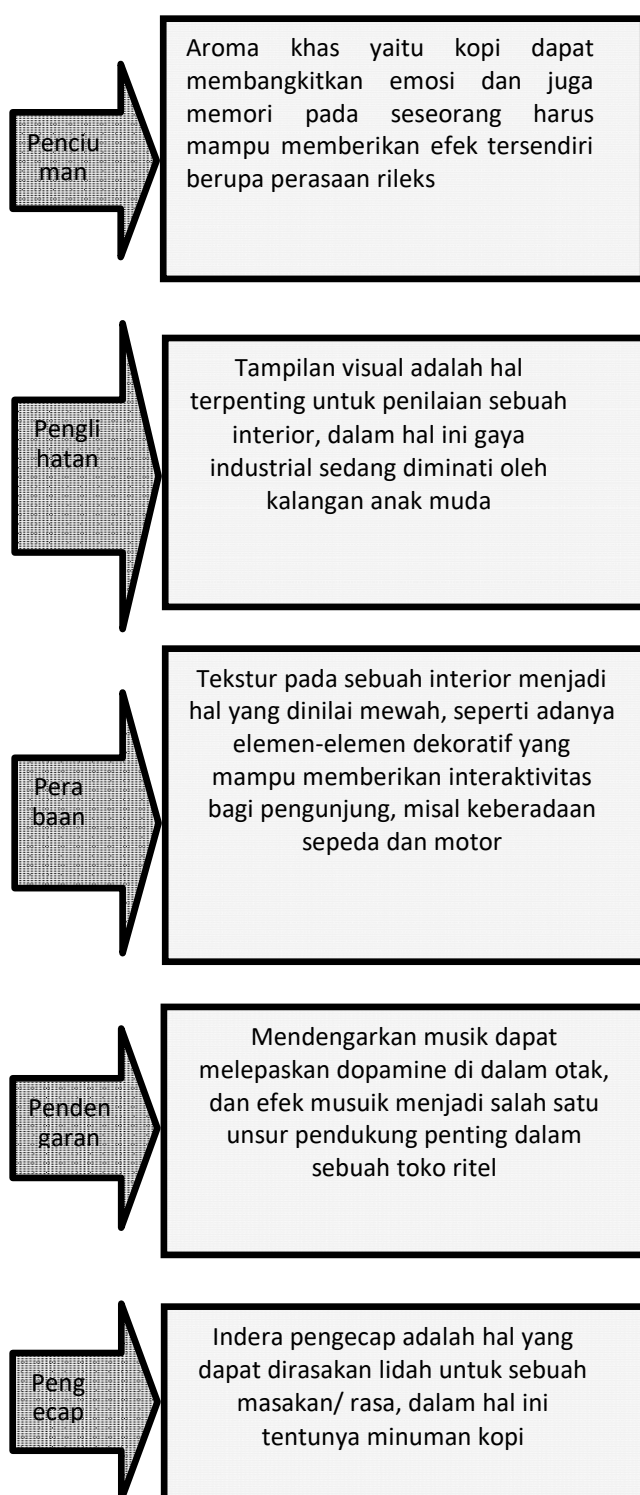 Penciu
man
Aroma khas yaitu kopi dapat
membangkitkan emosi dan juga
memori pada seseorang harus
mampu memberikan efek tersendiri
berupa perasaan rileks
Pengli
hatan
Tampilan visual adalah hal
terpenting untuk penilaian sebuah
interior, dalam hal ini gaya
industrial sedang diminati oleh
kalangan anak muda
Pera
baan
Tekstur pada sebuah interior menjadi
hal yang dinilai mewah, seperti adanya
elemen-elemen dekoratif yang
mampu memberikan interaktivitas
bagi pengunjung, misal keberadaan
sepeda dan motor
Penden
garan
Mendengarkan musik dapat
melepaskan dopamine di dalam otak,
dan efek musuik menjadi salah satu
unsur pendukung penting dalam
sebuah toko ritel
Peng
ecap
Indera pengecap adalah hal yang
dapat dirasakan lidah untuk sebuah
masakan/ rasa, dalam hal ini
tentunya minuman kopi